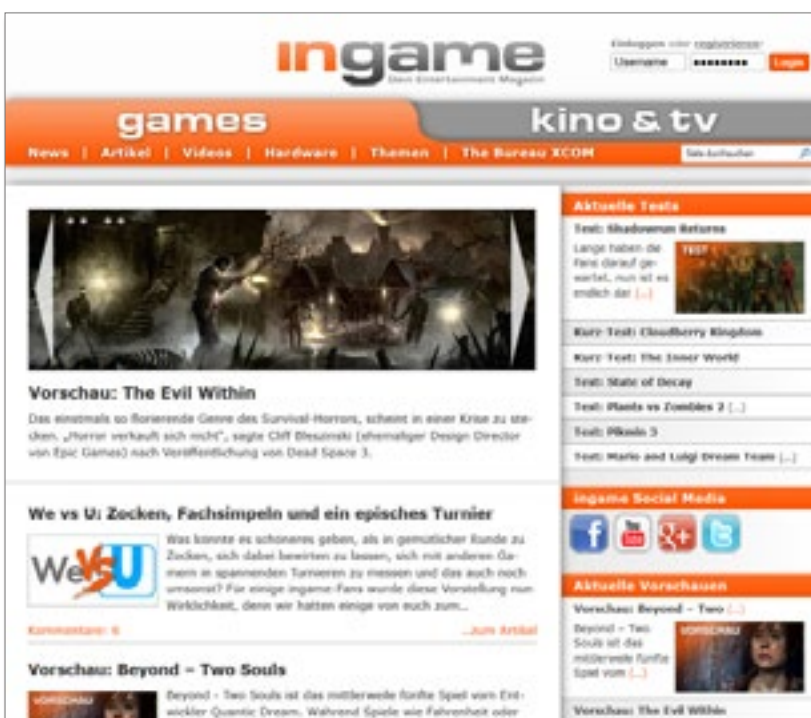 ingame
Dein Entertainment Magazin
Einloggen oder registrieren
Username
Login
games
kino & tv
News | Artikel | Videos | Hardware | Themen | The Bureau XCOM
Seite durchsuchen
Vorschau: The Evil Within
Das einstmals so florierende Genre des Survival-Horrors, scheint in einer Krise zu ste-
cken. „Horror verkauft sich nicht“, sagte Cliff Bleszinski (ehemaliger Design Director
von Epic Games) nach Veröffentlichung von Dead Space 3.
We vs U: Zocken, Fachsimpeln und ein episches Turnier
We vs U
Was könnte es schöneres geben, als in gemütlicher Runde zu
Zocken, sich dabei bewirten zu lassen, sich mit anderen Ga-
mern in spannenden Turnieren zu messen und das auch noch
umsonst? Für einige ingame-Fans wurde diese Vorstellung nun
Wirklichkeit, denn wir hatten einige von euch zum...
Kommentare: 6
...zum Artikel
Vorschau: Beyond – Two Souls
VORSCHAU
Beyond - Two Souls ist das mittlerweile fünfte Spiel vom Ent-
wickler Quantic Dream. Während Spiele wie Fahrenheit oder
Aktuelle Tests
Test: Shadowrun Returns
Lange haben die
Fans darauf ge-
wartet, nun ist es
endlich da! [...]
TEST
Kurz-Test: Cloudberry Kingdom
Kurz-Test: The Inner World
Test: State of Decay
Test: Plants vs Zombies 2 [...]
Test: Pikmin 3
Test: Mario and Luigi Dream Team [...]
ingame Social Media
f You Tube g+ t
Aktuelle Vorschauen
Vorschau: Beyond – Two [...]
Beyond – Two
Souls ist das
mittlerweile fünfte
Spiel vom [...]
VORSCHAU
Vorschau: The Evil Within